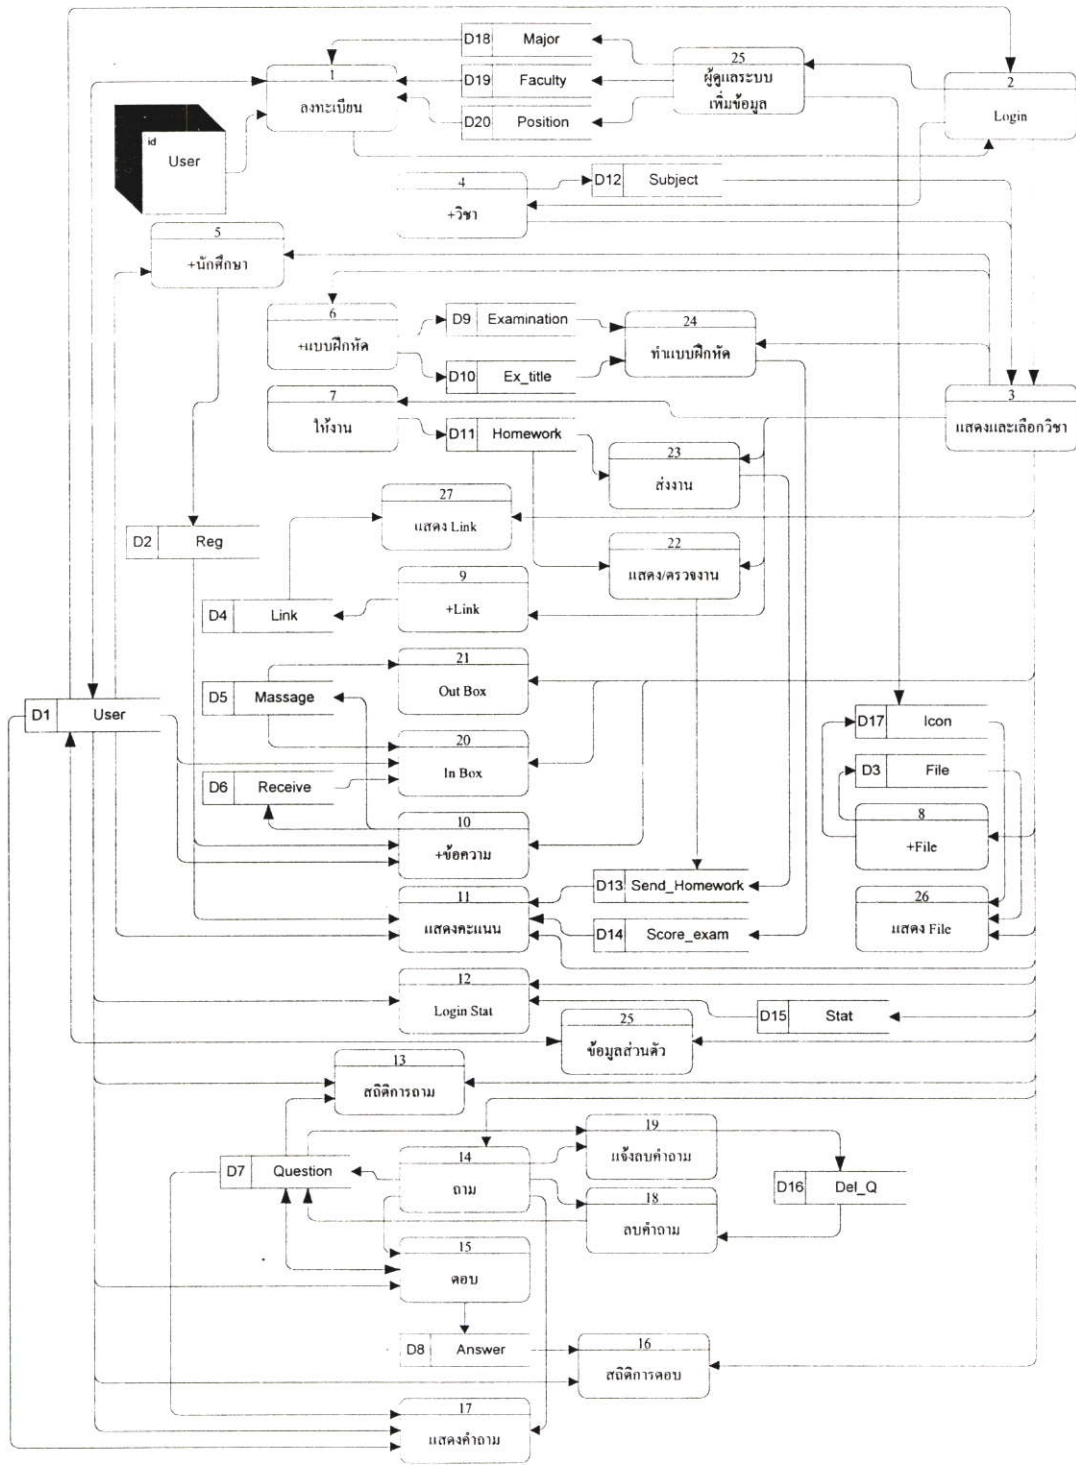 D18 Major
25
ผู้ดูแลระบบ
เพิ่มข้อมูล
1
ลงทะเบียน
D19 Faculty
2
Login
D20 Position
id
User
4
+วิชา
D12 Subject
5
+นักศึกษา
6
+แบบฝึกหัด
D9 Examination
24
ทำแบบฝึกหัด
D10 Ex_title
7
ให้งาน
3
แสดงและเลือกวิชา
D11 Homework
23
ส่งงาน
27
แสดง Link
D2 Reg
22
แสดง/ตรวจงาน
9
+Link
D4 Link
21
Out Box
D5 Massage
D1 User
D17 Icon
20
In Box
D3 File
D6 Receive
8
+File
10
+ข้อความ
D13 Send_Homework
11
แสดงคะแนน
26
แสดง File
D14 Score_exam
12
Login Stat
D15 Stat
25
ข้อมูลส่วนตัว
13
สถิติการถาม
19
แจ้งลบคำถาม
14
ถาม
D7 Question
D16 Del_Q
18
ลบคำถาม
15
ตอบ
D8 Answer
16
สถิติการตอบ
17
แสดงคำถาม